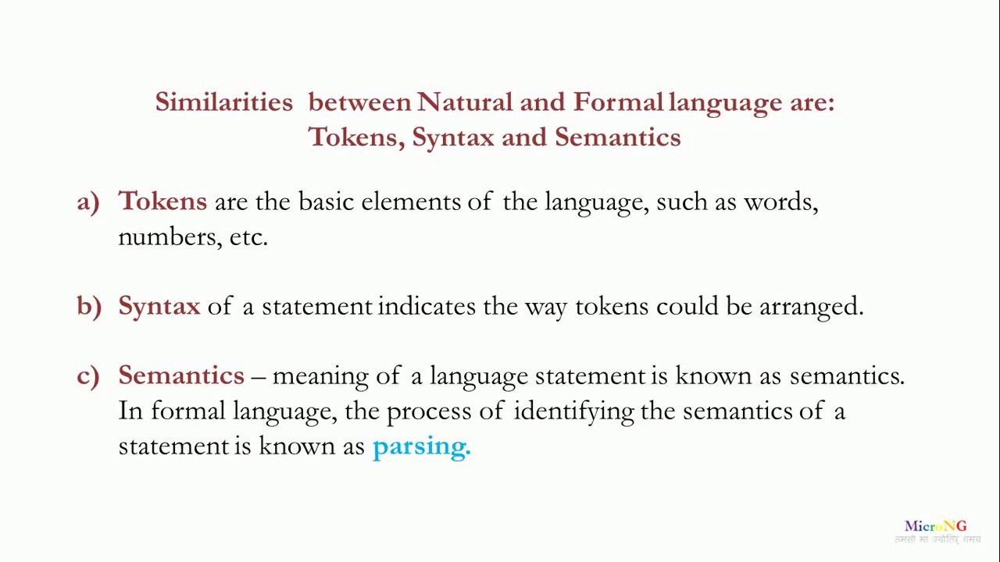 Similarities between Natural and Formal language are:
Tokens, Syntax and Semantics
a) Tokens are the basic elements of the language, such as words,
numbers, etc.
b) Syntax of a statement indicates the way tokens could be arranged.
c) Semantics – meaning of a language statement is known as semantics.
In formal language, the process of identifying the semantics of a
statement is known as parsing.
MicroNG
तमसो मा ज्योतिर् गमय